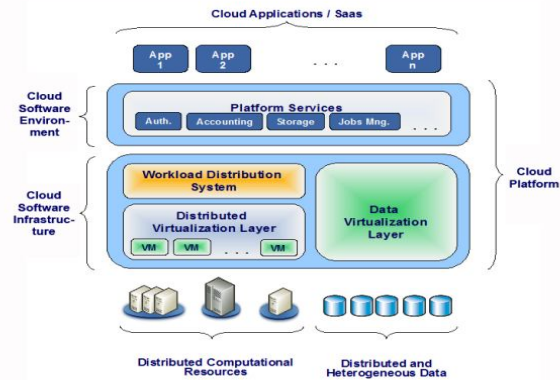 Cloud Applications / Saas
App
1
App
2
. . .
App
n
Cloud
Software
Environ-
ment
Platform Services
Auth.
Accounting
Storage
Jobs Mng.
. . .
Cloud
Platform
Cloud
Software
Infrastruc-
ture
Workload Distribution
System
Distributed
Virtualization Layer
VM
VM
. . .
VM
Data
Virtualization
Layer
Distributed Computational
Resources
Distributed and
Heterogeneous Data